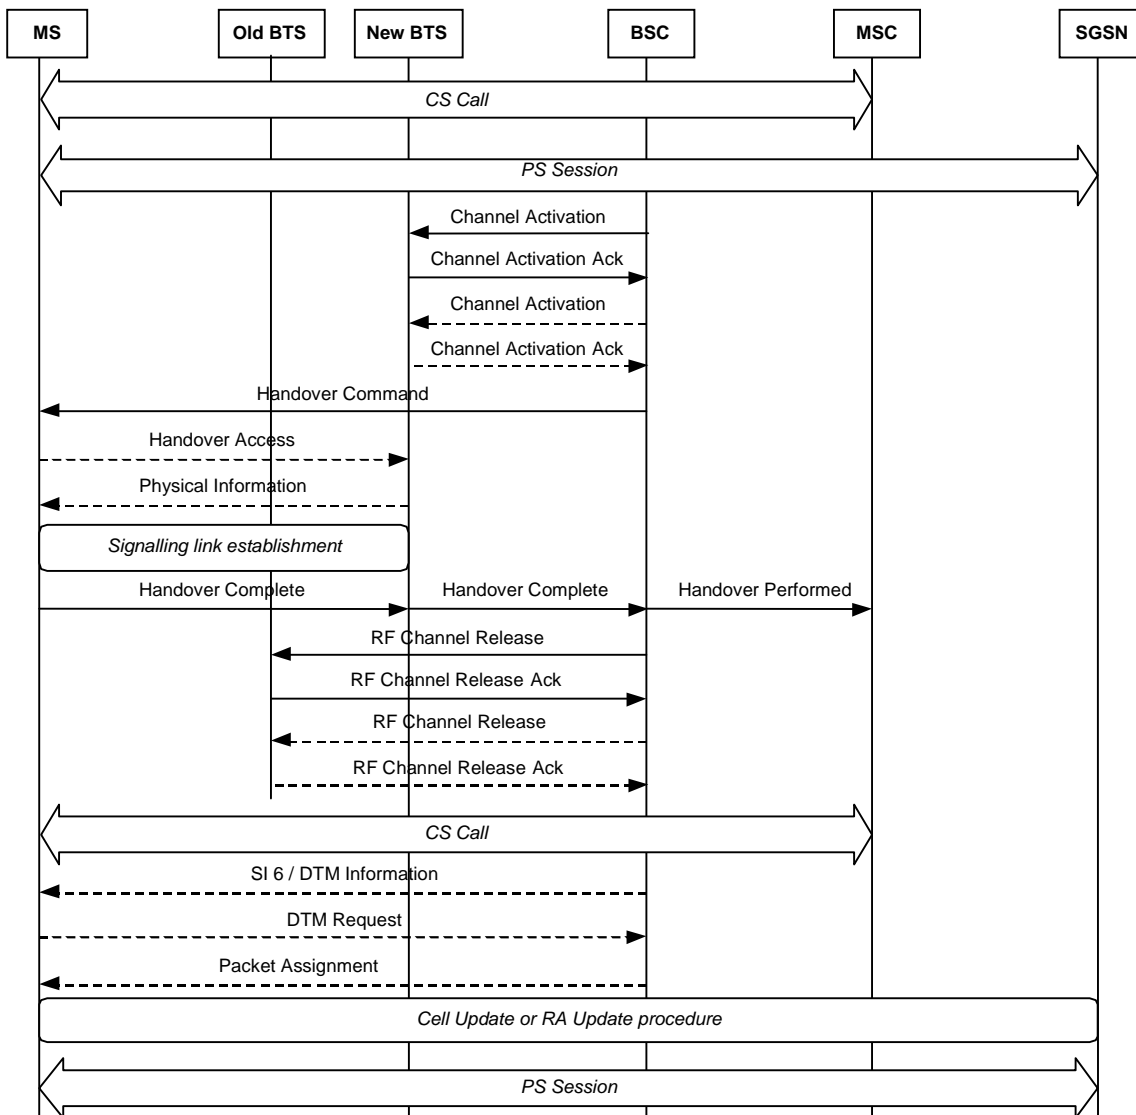 MS Old BTS New BTS BSC MSC SGSN
CS Call
PS Session
Channel Activation
Channel Activation Ack
Channel Activation
Channel Activation Ack
Handover Command
Handover Access
Physical Information
Signalling link establishment
Handover Complete Handover Complete Handover Performed
RF Channel Release
RF Channel Release Ack
RF Channel Release
RF Channel Release Ack
CS Call
SI 6 / DTM Information
DTM Request
Packet Assignment
Cell Update or RA Update procedure
PS Session